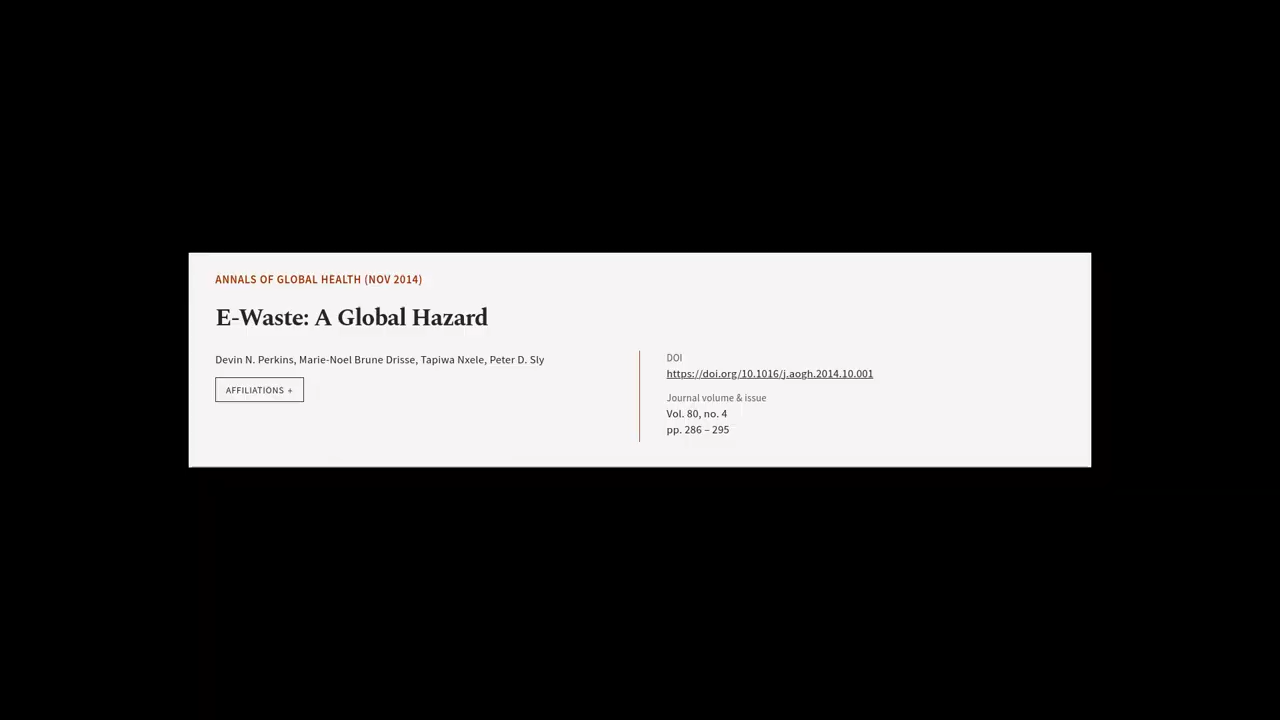 ANNALS OF GLOBAL HEALTH (NOV 2014)
E-Waste: A Global Hazard
Devin N. Perkins, Marie-Noel Brune Drisse, Tapiwa Nxele, Peter D. Sly
AFFILIATIONS +
DOI
https://doi.org/10.1016/j.aogh.2014.10.001
Journal volume & issue
Vol. 80, no. 4
pp. 286 – 295